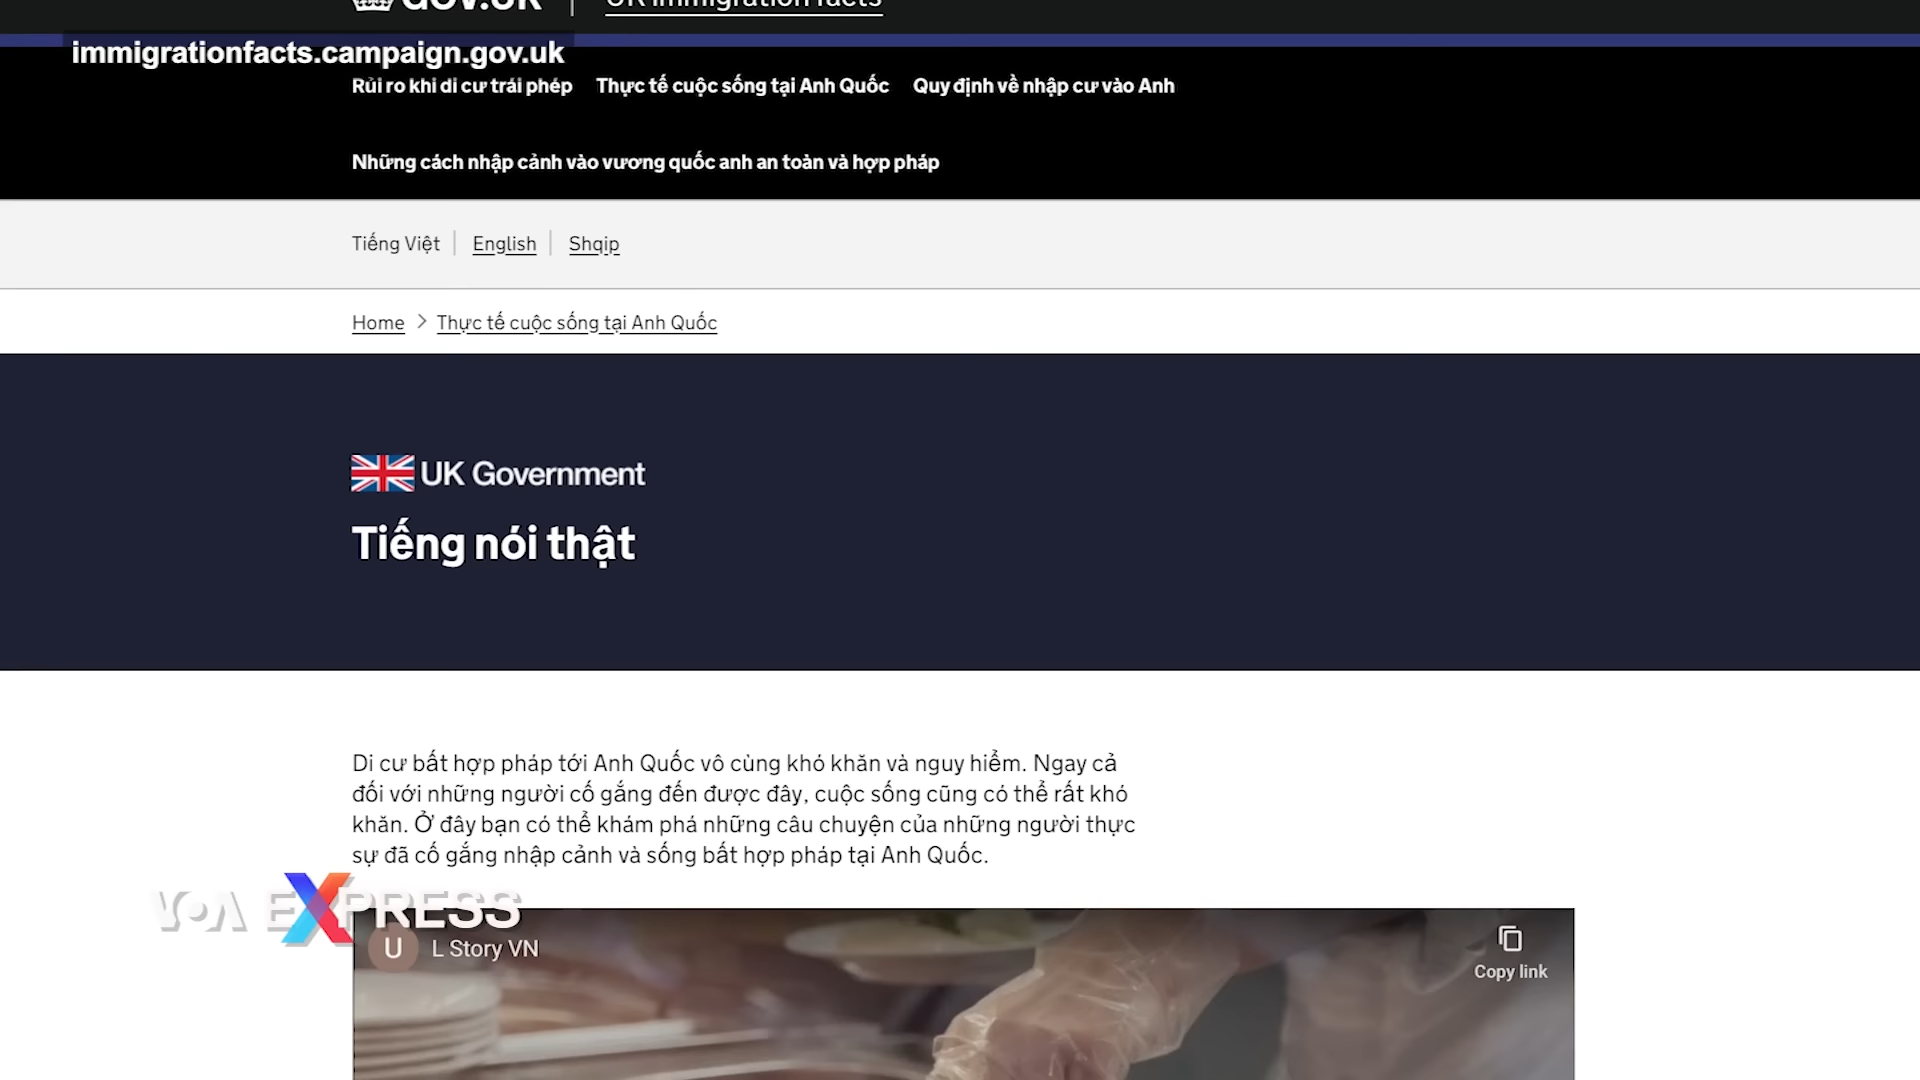 GOV.UK | UK Immigration facts
immigrationfacts.campaign.gov.uk
Rủi ro khi di cư trái phép Thực tế cuộc sống tại Anh Quốc Quy định về nhập cư vào Anh
Những cách nhập cảnh vào vương quốc anh an toàn và hợp pháp
Tiếng Việt | English | Shqip
Home > Thực tế cuộc sống tại Anh Quốc
UK Government
Tiếng nói thật
Di cư bất hợp pháp tới Anh Quốc vô cùng khó khăn và nguy hiểm. Ngay cả
đối với những người cố gắng đến được đây, cuộc sống cũng có thể rất khó
khăn. Ở đây bạn có thể khám phá những câu chuyện của những người thực
sự đã cố gắng nhập cảnh và sống bất hợp pháp tại Anh Quốc.
VOA EXPRESS
U L Story VN
Copy link